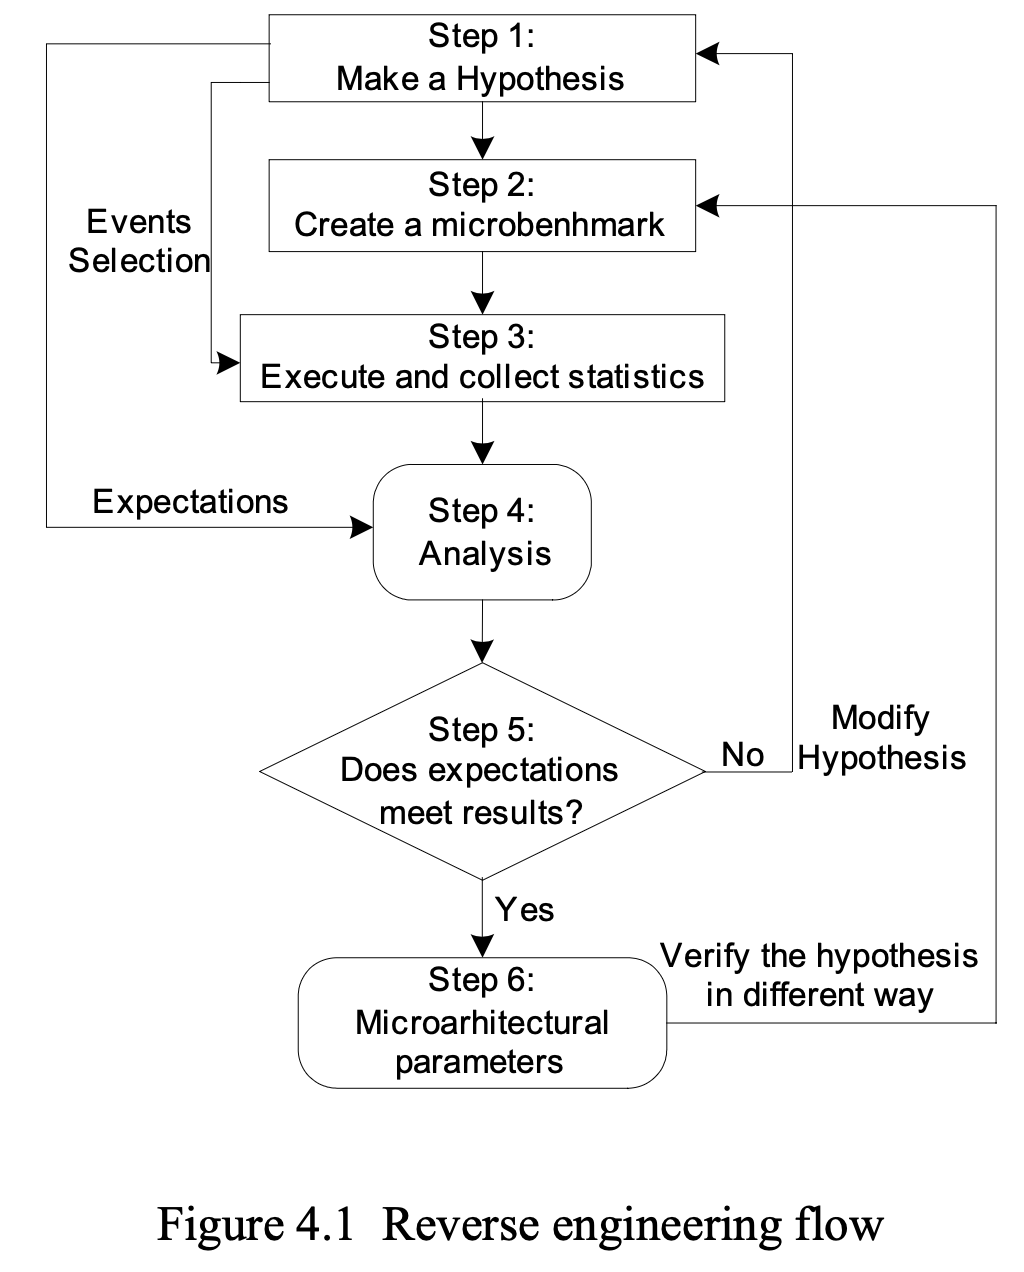 Step 1:
Make a Hypothesis
Step 2:
Create a microbenhmark
Events
Selection
Step 3:
Execute and collect statistics
Expectations
Step 4:
Analysis
Step 5:
Does expectations
meet results?
No
Modify
Hypothesis
Yes
Verify the hypothesis
in different way
Step 6:
Microarhitectural
parameters
Figure 4.1 Reverse engineering flow